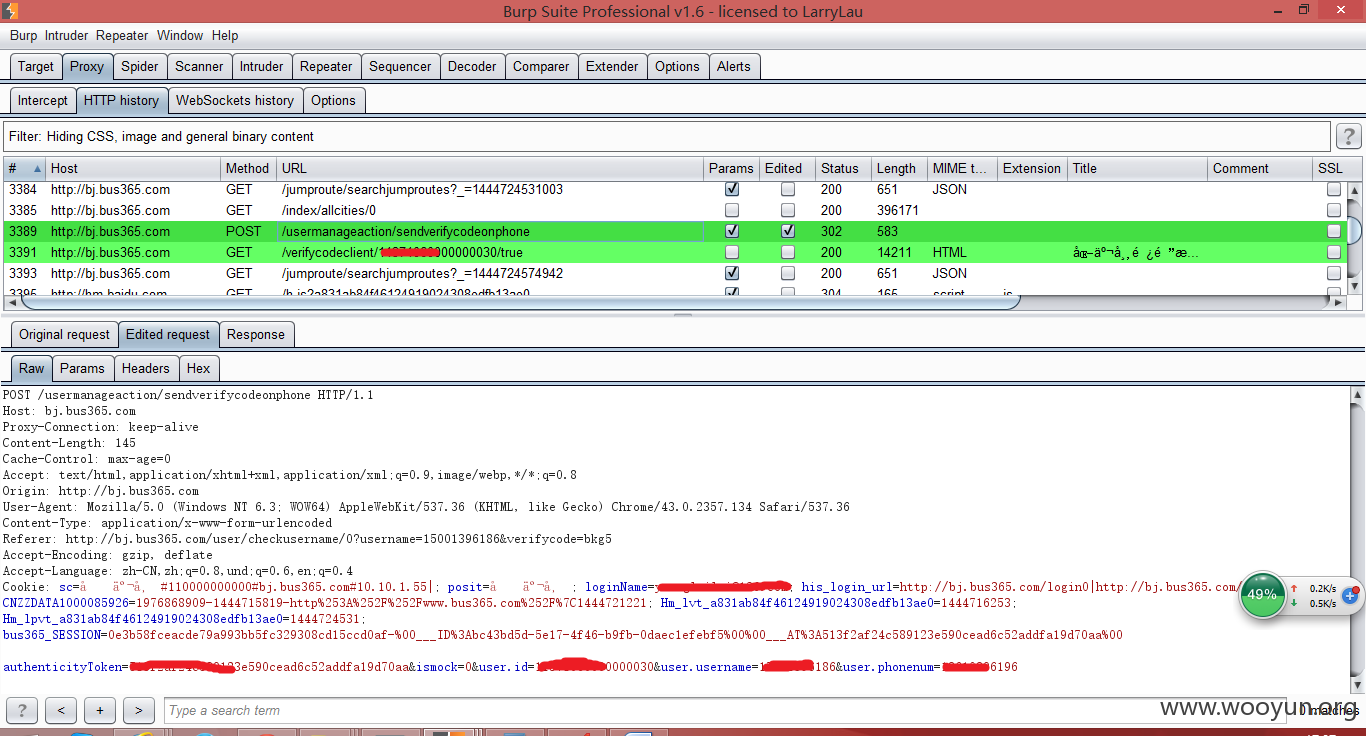 Burp Suite Professional v1.6 - licensed to LarryLau
Burp Intruder Repeater Window Help
Target Proxy Spider Scanner Intruder Repeater Sequencer Decoder Comparer Extender Options Alerts
Intercept HTTP history WebSockets history Options
Filter: Hiding CSS, image and general binary content ?
# Host Method URL Params Edited Status Length MIME t... Extension Title Comment SSL
3384 http://bj.bus365.com GET /jumproute/searchjumproutes?_=1444724531003 200 651 JSON
3385 http://bj.bus365.com GET /index/allcities/0 200 396171
3389 http://bj.bus365.com POST /usermanageaction/sendverifycodeonphone 302 583
3391 http://bj.bus365.com GET /verifycodeclient/ 0000000030/true 200 14211 HTML
3393 http://bj.bus365.com GET /jumproute/searchjumproutes?_=1444724574942 200 651 JSON
3395 http://hm.baidu.com GET /h.js?a831ab84f46124919024308edfb13ae0 304 165 script js
Original request Edited request Response
Raw Params Headers Hex
POST /usermanageaction/sendverifycodeonphone HTTP/1.1
Host: bj.bus365.com
Proxy-Connection: keep-alive
Content-Length: 145
Cache-Control: max-age=0
Accept: text/html,application/xhtml+xml,application/xml;q=0.9,image/webp,*/*;q=0.8
Origin: http://bj.bus365.com
User-Agent: Mozilla/5.0 (Windows NT 6.3; WOW64) AppleWebKit/537.36 (KHTML, like Gecko) Chrome/43.0.2357.134 Safari/537.36
Content-Type: application/x-www-form-urlencoded
Referer: http://bj.bus365.com/user/checkusername/0?username=15001396186&verifycode=bkg5
Accept-Encoding: gzip, deflate
Accept-Language: zh-CN,zh;q=0.8,und;q=0.6,en;q=0.4
Cookie: sc= #110000000000#bj.bus365.com#10.10.1.55|; posit= ; loginName= ; his_login_url=http://bj.bus365.com/login0|http://bj.bus365.com/
CNZZDATA1000085926=1976868909-1444715819-http%253A%252F%252Fwww.bus365.com%252F%7C1444721221; Hm_lvt_a831ab84f46124919024308edfb13ae0=1444716253;
Hm_lpvt_a831ab84f46124919024308edfb13ae0=1444724531;
bus365_SESSION=0e3b58fceacde79a993bb5fc329308cd15ccd0af-%00___ID%3Abc43bd5d-5e17-4f46-b9fb-0daec1efebf5%00%00___AT%3A513f2af24c589123e590cead6c52addfa19d70aa%00
authenticityToken= 123e590cead6c52addfa19d70aa&ismock=0&user.id= 0000030&user.username= 186&user.phonenum= 6196
49% 0.2K/s
0.5K/s
? < + > Type a search term 0 matches
www.wooyun.org